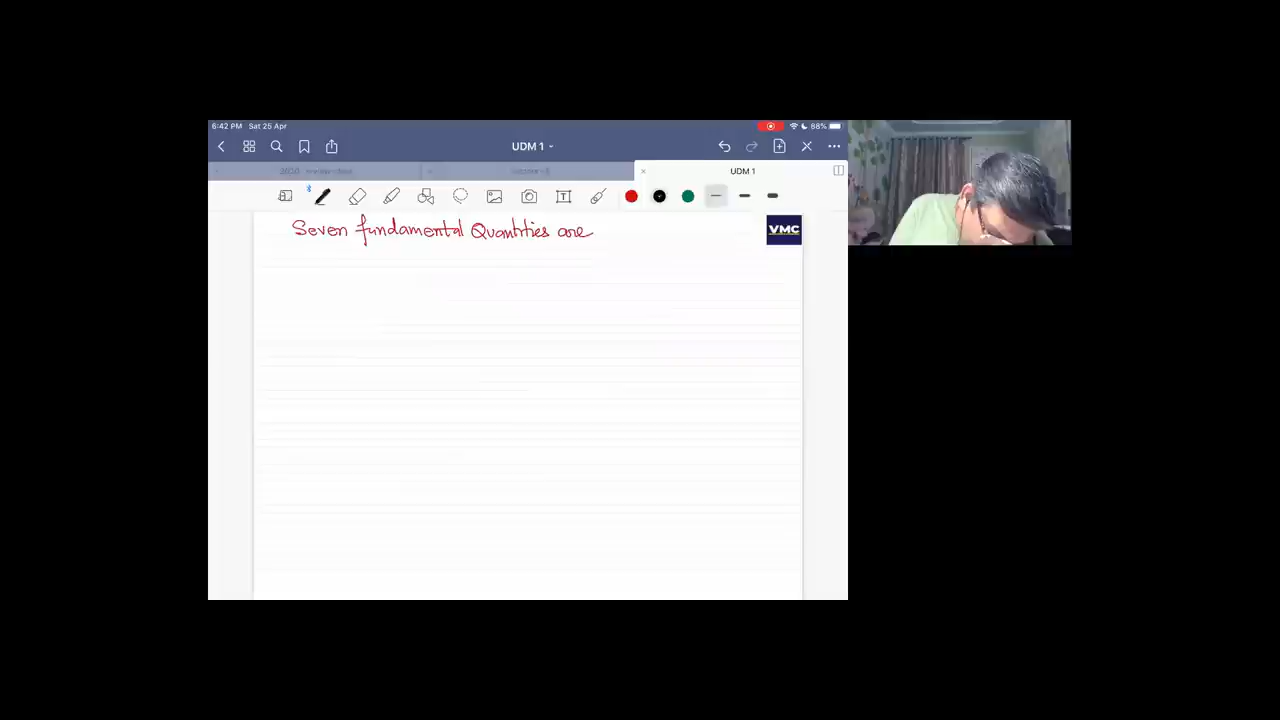 6:42 PM Sat 25 Apr
88%
UDM 1
UDM 1
Seven fundamental Quantities are
VMC